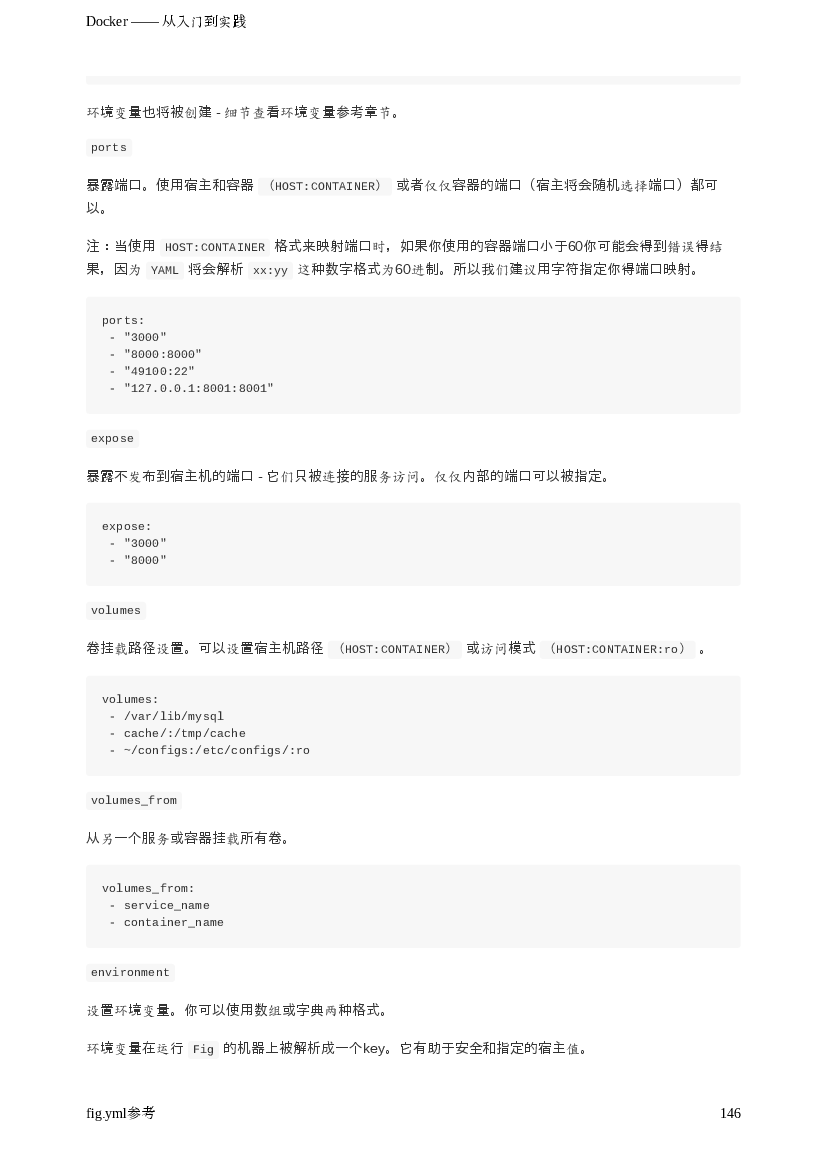 Docker —— 从入门到实践
环境变量也将被创建 - 细节查看环境变量参考章节。
ports
暴露端口。使用宿主和容器 （HOST:CONTAINER） 或者仅仅容器的端口（宿主将会随机选择端口）都可
以。
注：当使用 HOST:CONTAINER 格式来映射端口时，如果你使用的容器端口小于60你可能会得到错误得结
果，因为 YAML 将会解析 xx:yy 这种数字格式为60进制。所以我们建议用字符指定你得端口映射。
ports:
 - "3000"
 - "8000:8000"
 - "49100:22"
 - "127.0.0.1:8001:8001"
expose
暴露不发布到宿主机的端口 - 它们只被连接的服务访问。仅仅内部的端口可以被指定。
expose:
 - "3000"
 - "8000"
volumes
卷挂载路径设置。可以设置宿主机路径 （HOST:CONTAINER） 或访问模式 （HOST:CONTAINER:ro） 。
volumes:
 - /var/lib/mysql
 - cache/:/tmp/cache
 - ~/configs:/etc/configs/:ro
volumes_from
从另一个服务或容器挂载所有卷。
volumes_from:
 - service_name
 - container_name
environment
设置环境变量。你可以使用数组或字典两种格式。
环境变量在运行 Fig 的机器上被解析成一个key。它有助于安全和指定的宿主值。
fig.yml参考 146